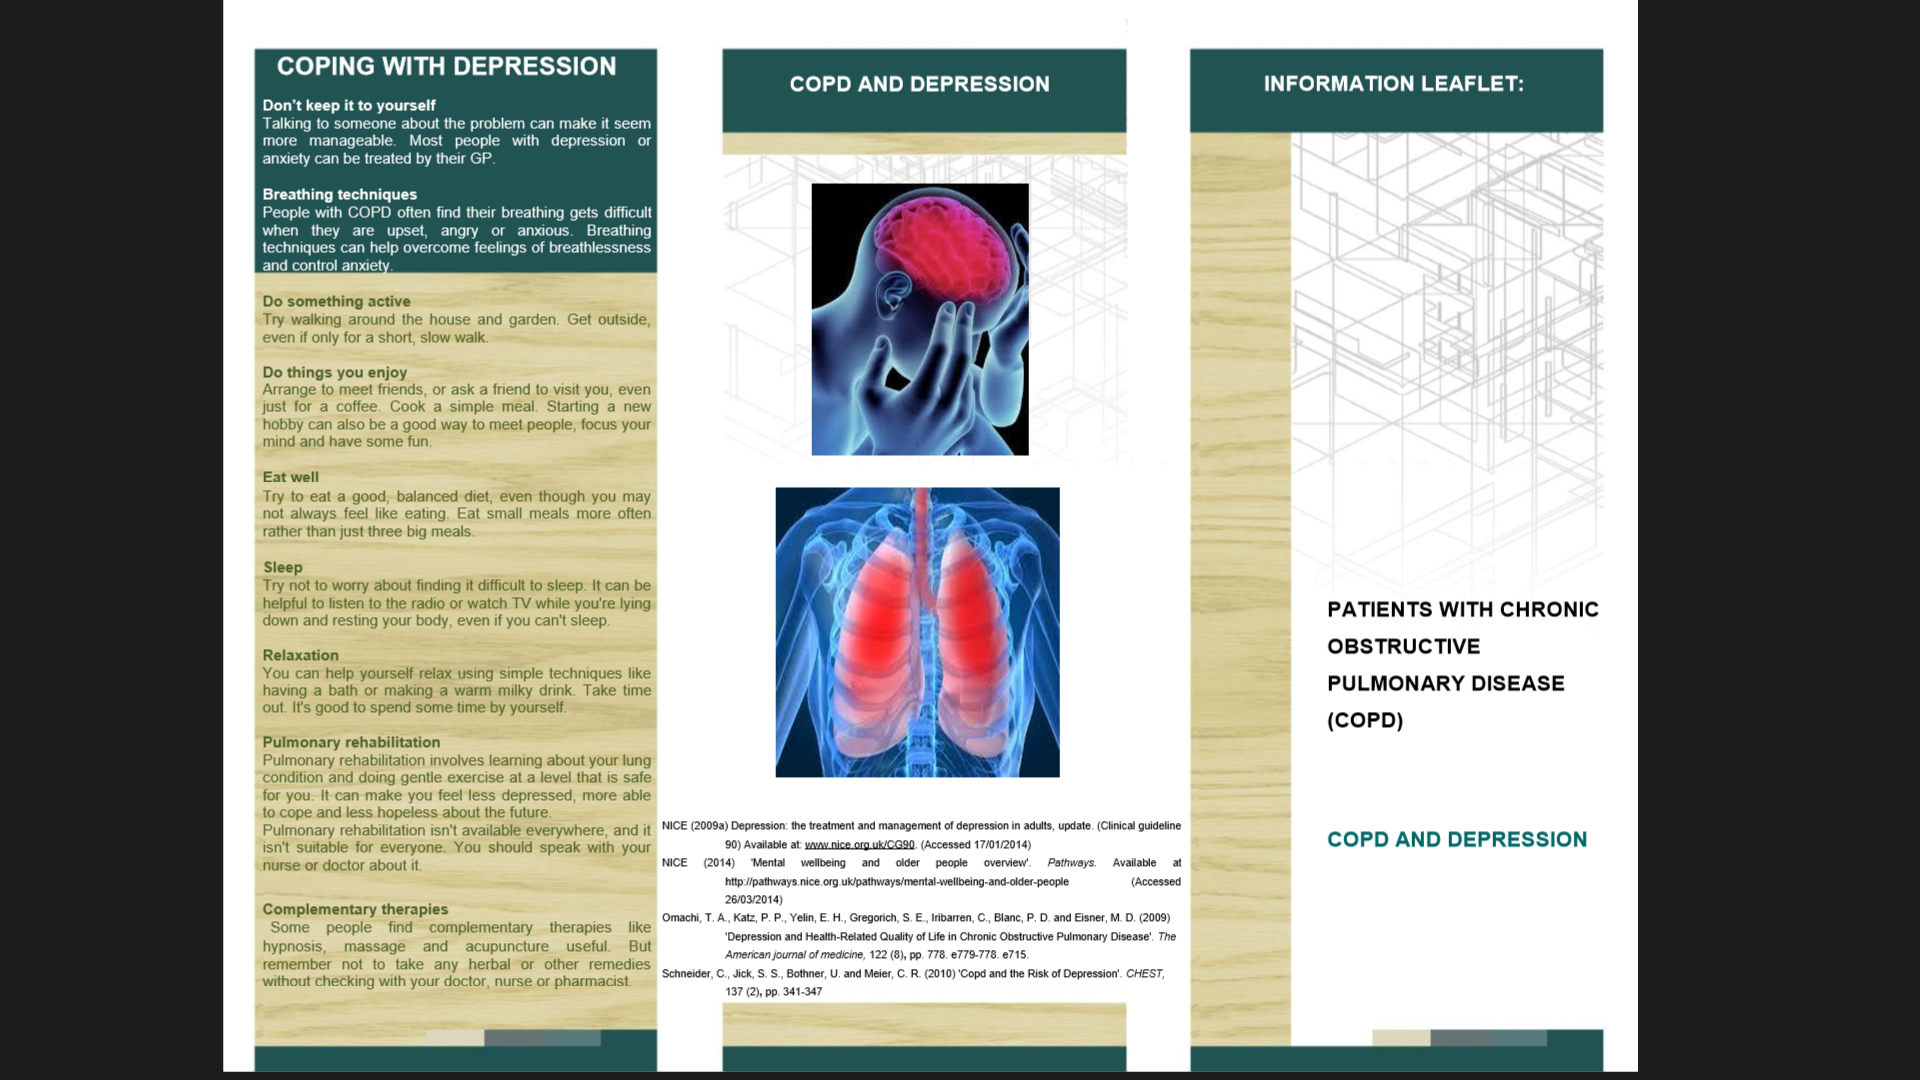 COPING WITH DEPRESSION
Don't keep it to yourself
Talking to someone about the problem can make it seem
more manageable. Most people with depression or
anxiety can be treated by their GP.
Breathing techniques
People with COPD often find their breathing gets difficult
when they are upset, angry or anxious. Breathing
techniques can help overcome feelings of breathlessness
and control anxiety.
Do something active
Try walking around the house and garden. Get outside,
even if only for a short, slow walk.
Do things you enjoy
Arrange to meet friends, or ask a friend to visit you, even
just for a coffee. Cook a simple meal. Starting a new
hobby can also be a good way to meet people, focus your
mind and have some fun.
Eat well
Try to eat a good, balanced diet, even though you may
not always feel like eating. Eat small meals more often
rather than just three big meals.
Sleep
Try not to worry about finding it difficult to sleep. It can be
helpful to listen to the radio or watch TV while you're lying
down and resting your body, even if you can't sleep.
Relaxation
You can help yourself relax using simple techniques like
having a bath or making a warm milky drink. Take time
out. It's good to spend some time by yourself.
Pulmonary rehabilitation
Pulmonary rehabilitation involves learning about your lung
condition and doing gentle exercise at a level that is safe
for you. It can make you feel less depressed, more able
to cope and less hopeless about the future.
Pulmonary rehabilitation isn't available everywhere, and it
isn't suitable for everyone. You should speak with your
nurse or doctor about it.
Complementary therapies
Some people find complementary therapies like
hypnosis, massage and acupuncture useful. But
remember not to take any herbal or other remedies
without checking with your doctor, nurse or pharmacist.
COPD AND DEPRESSION
NICE (2009a) Depression: the treatment and management of depression in adults, update. (Clinical guideline
90) Available at: www.nice.org.uk/CG90. (Accessed 17/01/2014)
NICE (2014) 'Mental wellbeing and older people overview'. Pathways. Available at
http://pathways.nice.org.uk/pathways/mental-wellbeing-and-older-people (Accessed
26/03/2014)
Omachi, T. A., Katz, P. P., Yelin, E. H., Gregorich, S. E., Iribarren, C., Blanc, P. D. and Eisner, M. D. (2009)
'Depression and Health-Related Quality of Life in Chronic Obstructive Pulmonary Disease'. The
American journal of medicine, 122 (8), pp. 778. e779-778. e715.
Schneider, C., Jick, S. S., Bothner, U. and Meier, C. R. (2010) 'Copd and the Risk of Depression'. CHEST,
137 (2), pp. 341-347
INFORMATION LEAFLET:
PATIENTS WITH CHRONIC
OBSTRUCTIVE
PULMONARY DISEASE
(COPD)
COPD AND DEPRESSION